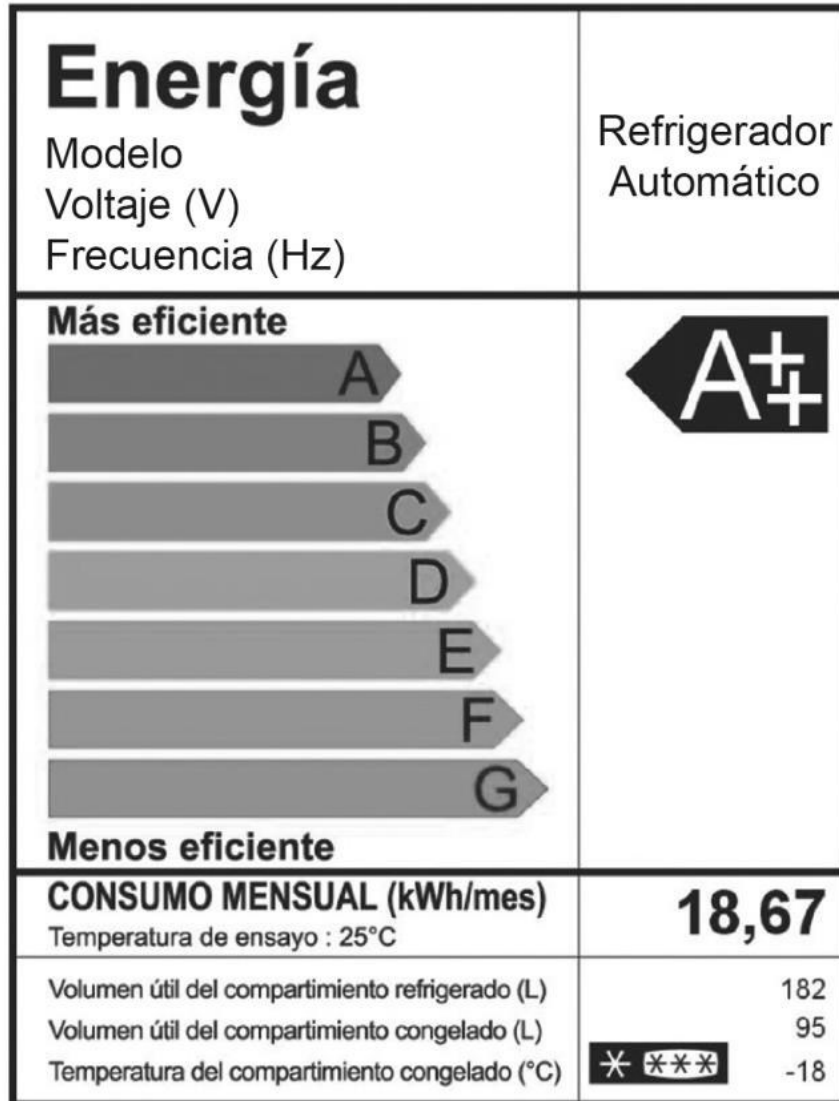 Energía
Modelo
Voltaje (V)
Frecuencia (Hz)
Refrigerador
Automático
Más eficiente
A
A++
B
C
D
E
F
G
Menos eficiente
CONSUMO MENSUAL (kWh/mes) 18,67
Temperatura de ensayo : 25°C
Volumen útil del compartimiento refrigerado (L) 182
Volumen útil del compartimiento congelado (L) 95
Temperatura del compartimiento congelado (°C) * *** -18